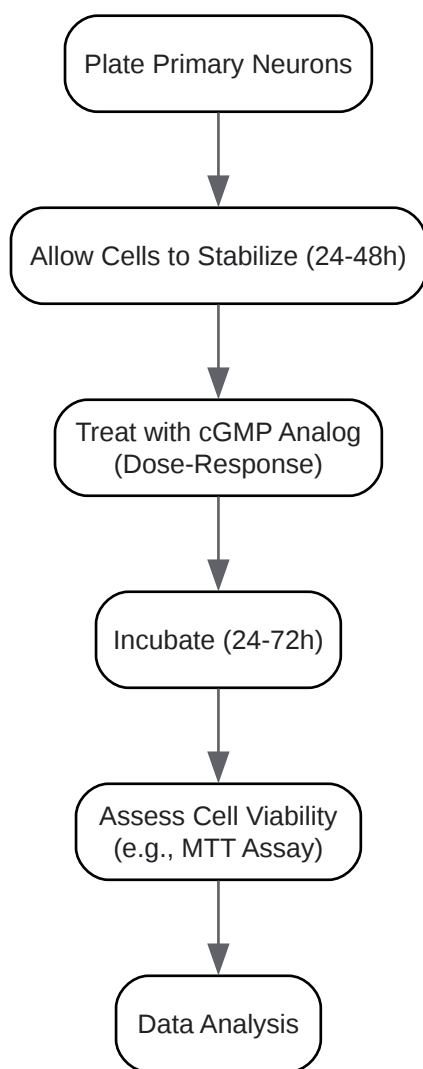 Plate Primary Neurons
Allow Cells to Stabilize (24-48h)
Treat with cGMP Analog
(Dose-Response)
Incubate (24-72h)
Assess Cell Viability
(e.g., MTT Assay)
Data Analysis